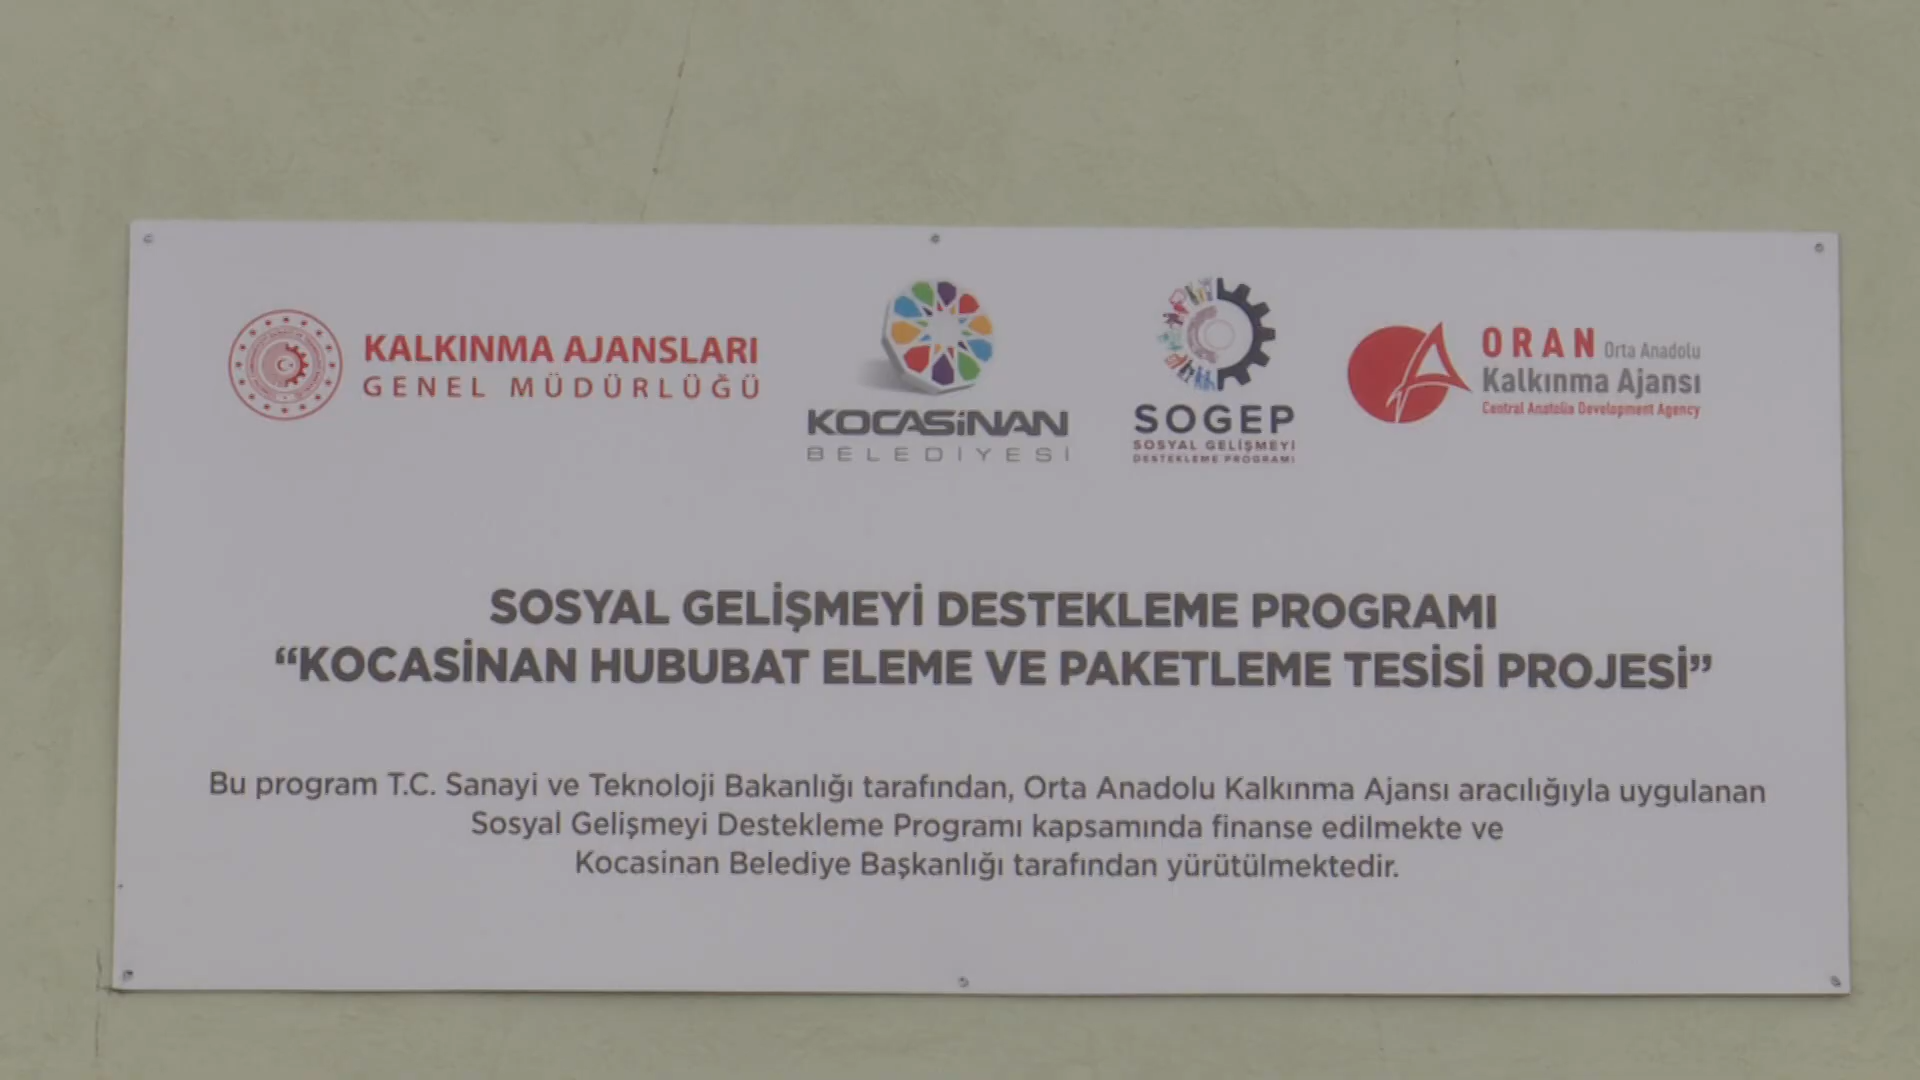 KALKINMA AJANSLARI
GENEL MÜDÜRLÜĞÜ
KOCASİNAN
BELEDİYESİ
SOGEP
SOSYAL GELİŞMEYİ
DESTEKLEME PROGRAMI
ORAN Orta Anadolu
Kalkınma Ajansı
Central Anatolia Development Agency
SOSYAL GELİŞMEYİ DESTEKLEME PROGRAMI
“KOCASİNAN HUBUBAT ELEME VE PAKETLEME TESİSİ PROJESİ”
Bu program T.C. Sanayi ve Teknoloji Bakanlığı tarafından, Orta Anadolu Kalkınma Ajansı aracılığıyla uygulanan
Sosyal Gelişmeyi Destekleme Programı kapsamında finanse edilmekte ve
Kocasinan Belediye Başkanlığı tarafından yürütülmektedir.